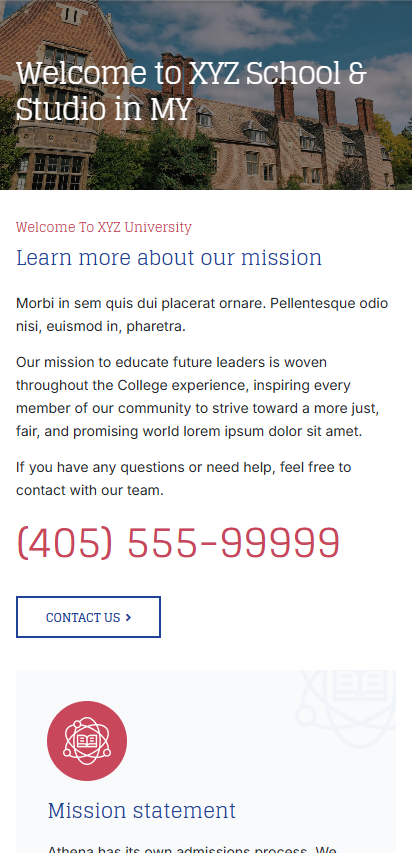 Welcome to XYZ School &
Studio in MY
Welcome To XYZ University
Learn more about our mission
Morbi in sem quis dui placerat ornare. Pellentesque odio
nisi, euismod in, pharetra.
Our mission to educate future leaders is woven
throughout the College experience, inspiring every
member of our community to strive toward a more just,
fair, and promising world lorem ipsum dolor sit amet.
If you have any questions or need help, feel free to
contact with our team.
(405) 555-99999
CONTACT US
Mission statement
Athena has its own admissions process. We